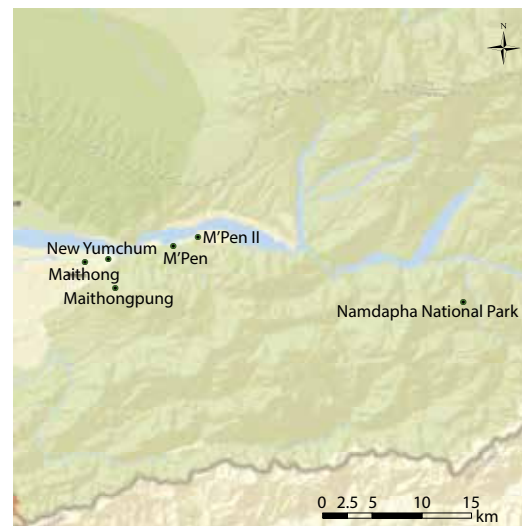 N
M'Pen II
New Yumchum
M'Pen
Maithong
Maithongpung
Namdapha National Park
0 2.5 5 10 15
km